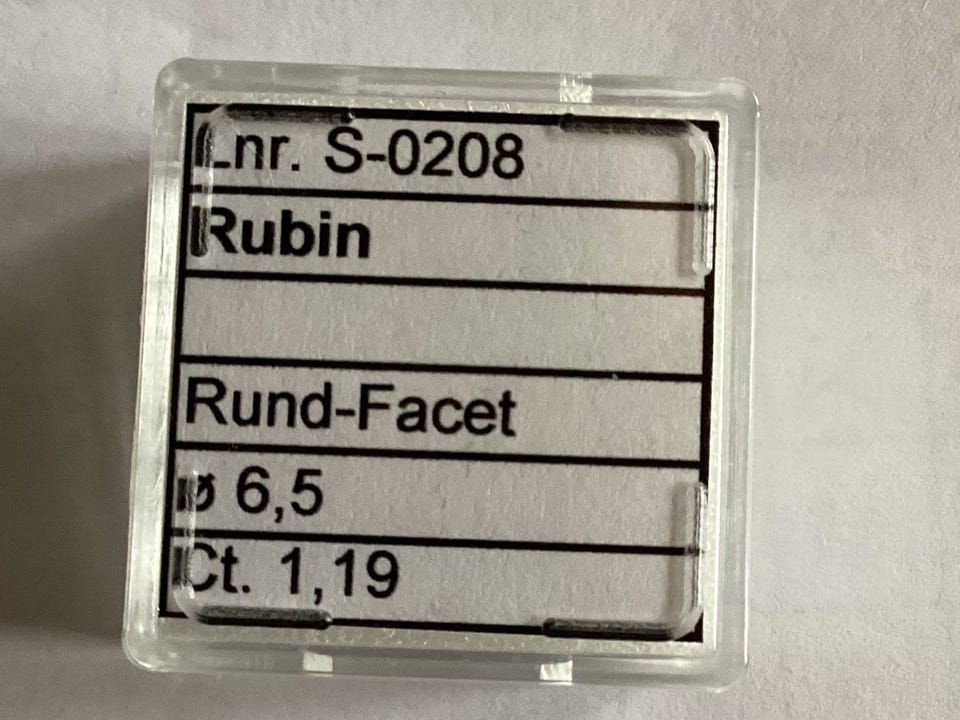 Lnr. S-0208
Rubin
Rund-Facet
ø 6,5
Ct. 1,19